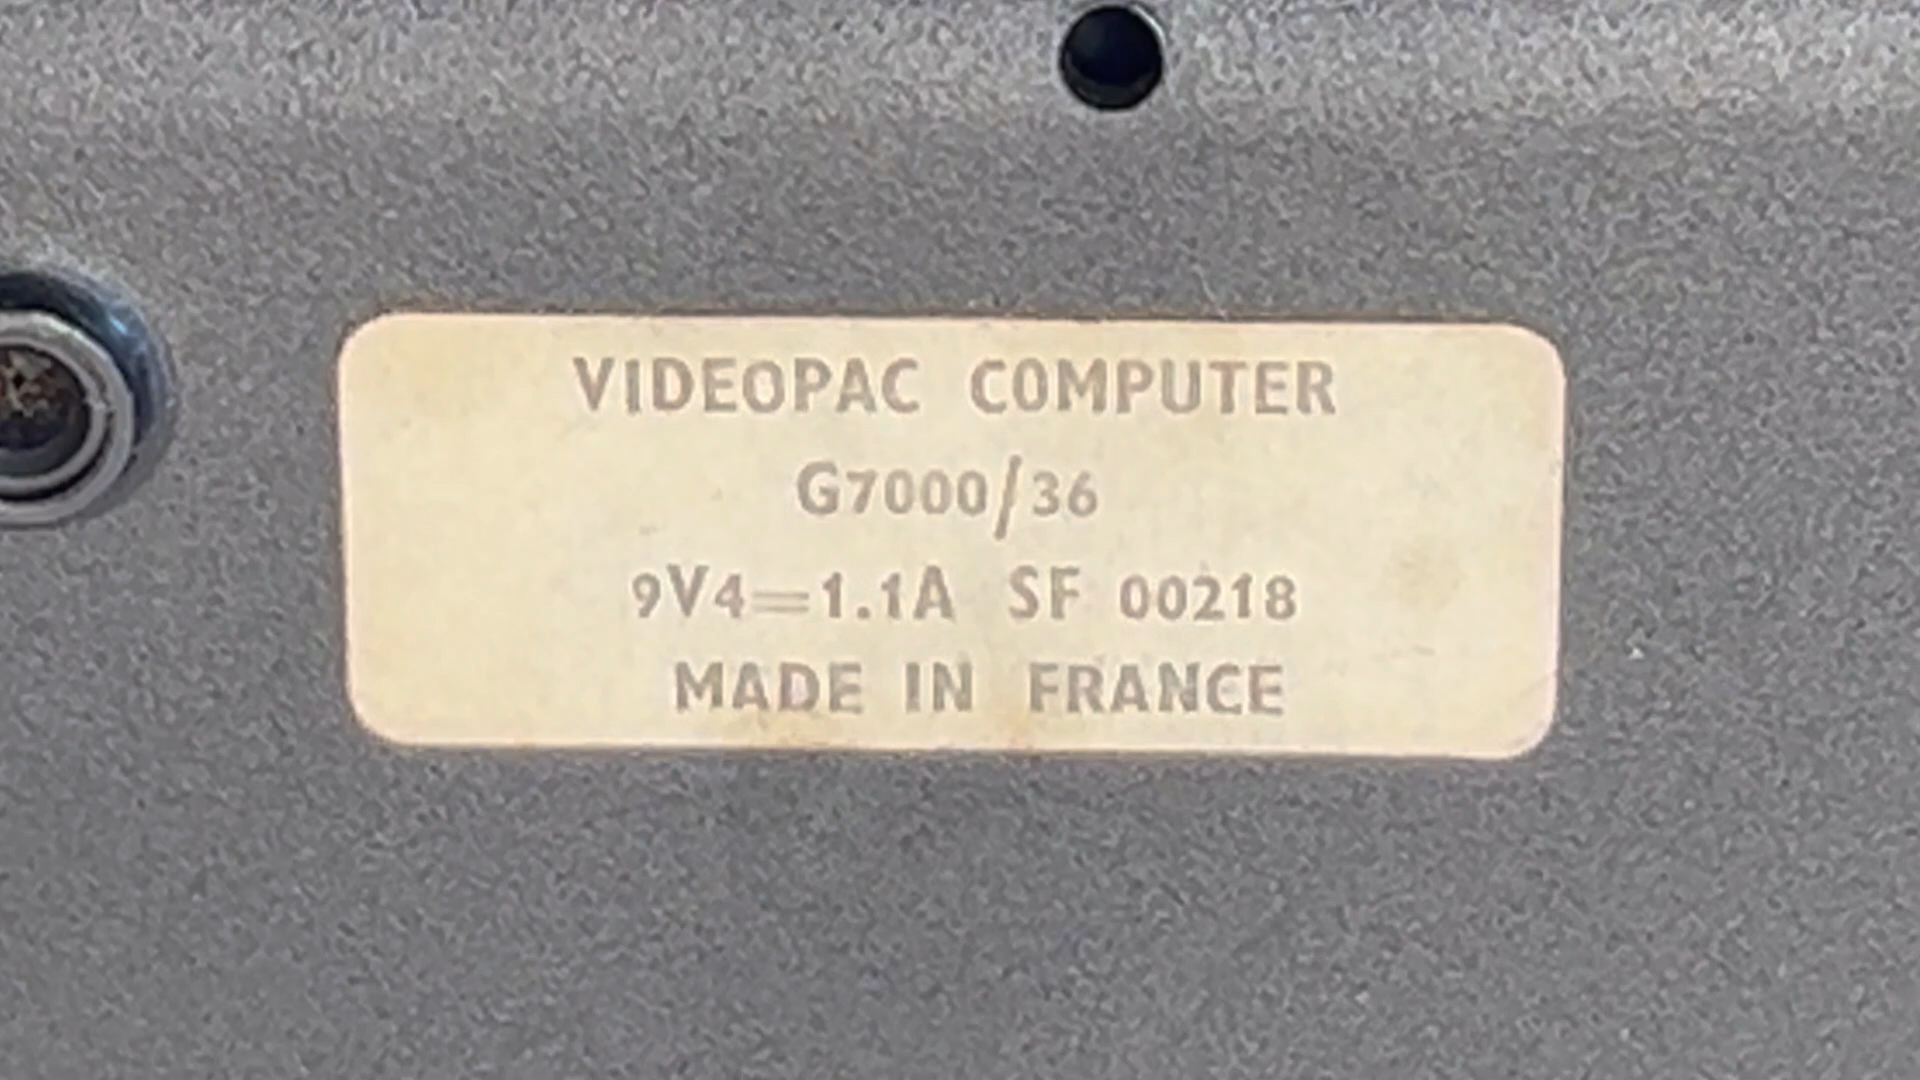 VIDEOPAC COMPUTER
G7000/36
9V4=1.1A SF 00218
MADE IN FRANCE